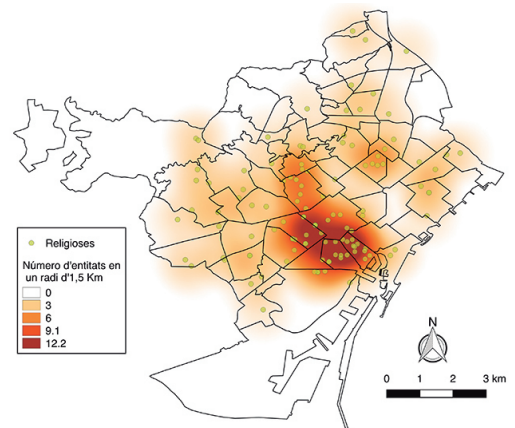 Religioses
Número d'entitats en
un radi d'1,5 Km
0
3
6
9.1
12.2
N
0 1 2 3 km